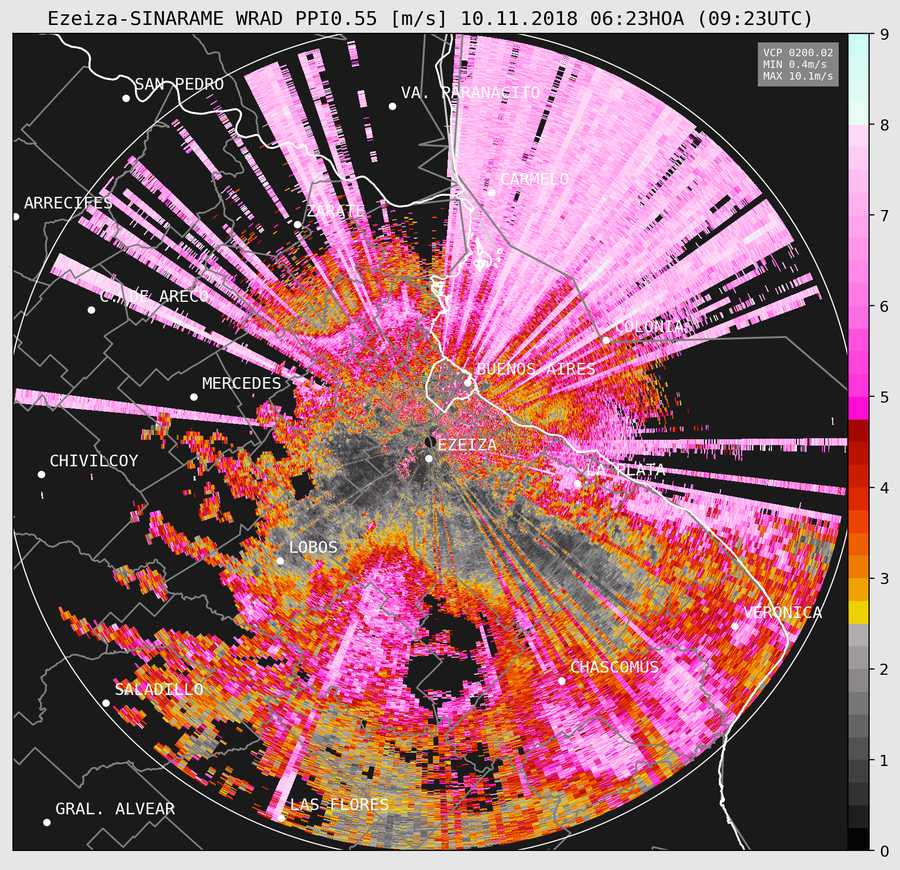 Ezeiza-SINARAME WRAD PPI0.55 [m/s] 10.11.2018 06:23HOA (09:23UTC)
VCP 0200.02
MIN 0.4m/s
MAX 10.1m/s
SAN PEDRO
VA. PARANACITO
CARMELO
ARRECIFES
ZARATE
C. DE ARECO
COLONIA
BUENOS AIRES
MERCEDES
EZEIZA
CHIVILCOY
LA PLATA
LOBOS
VERONICA
CHASCOMUS
SALADILLO
LAS FLORES
GRAL. ALVEAR
9
8
7
6
5
4
3
2
1
0